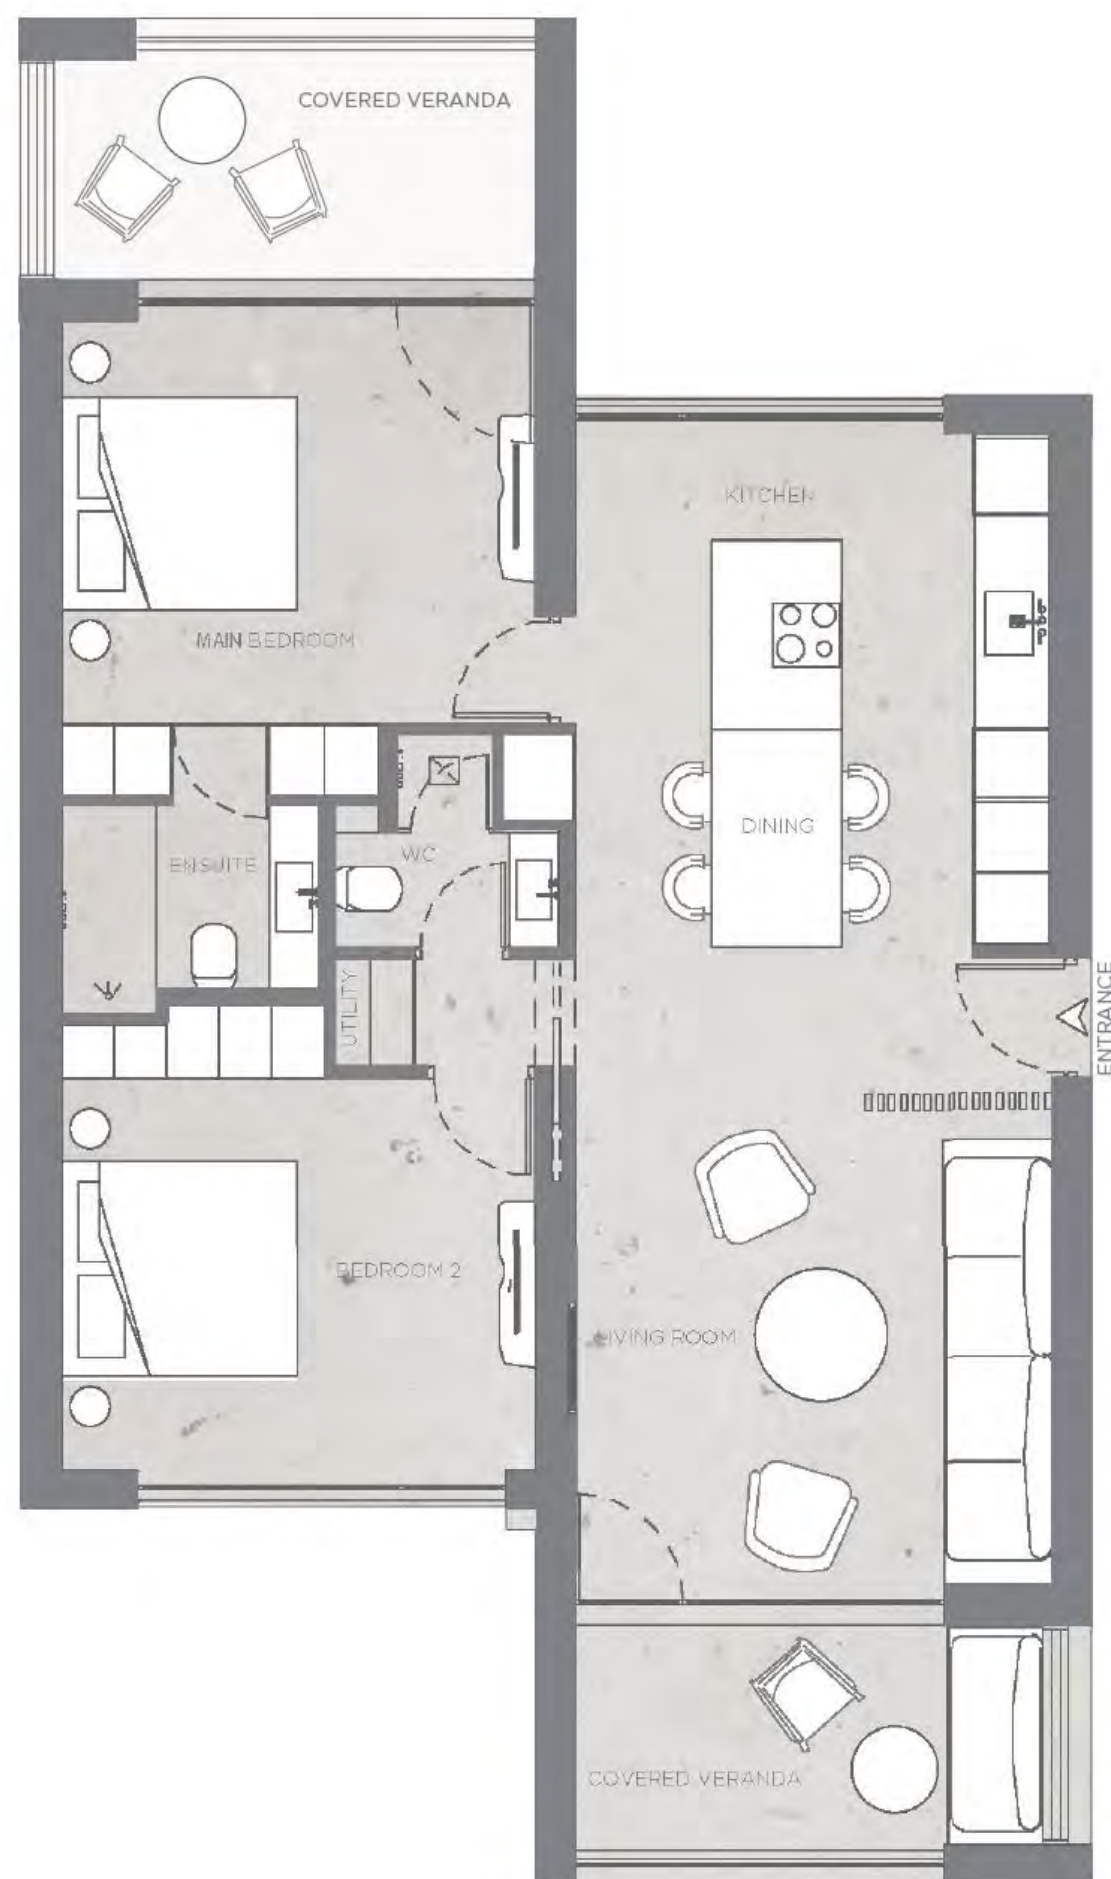 COVERED VERANDA
KITCHEN
MAIN BEDROOM
DINING
WC
ENSUITE
UTILITY
ENTRANCE
BEDROOM 2
LIVING ROOM
COVERED VERANDA